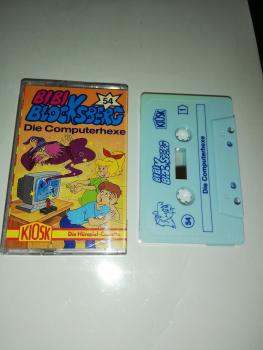 BIBI
BLOCKSBERG
54
Die Computerhexe
KIOSK
Die Hörspiel-Cassette
KIOSK
1
BIBI
BLOCKSBERG
Die Computerhexe
54